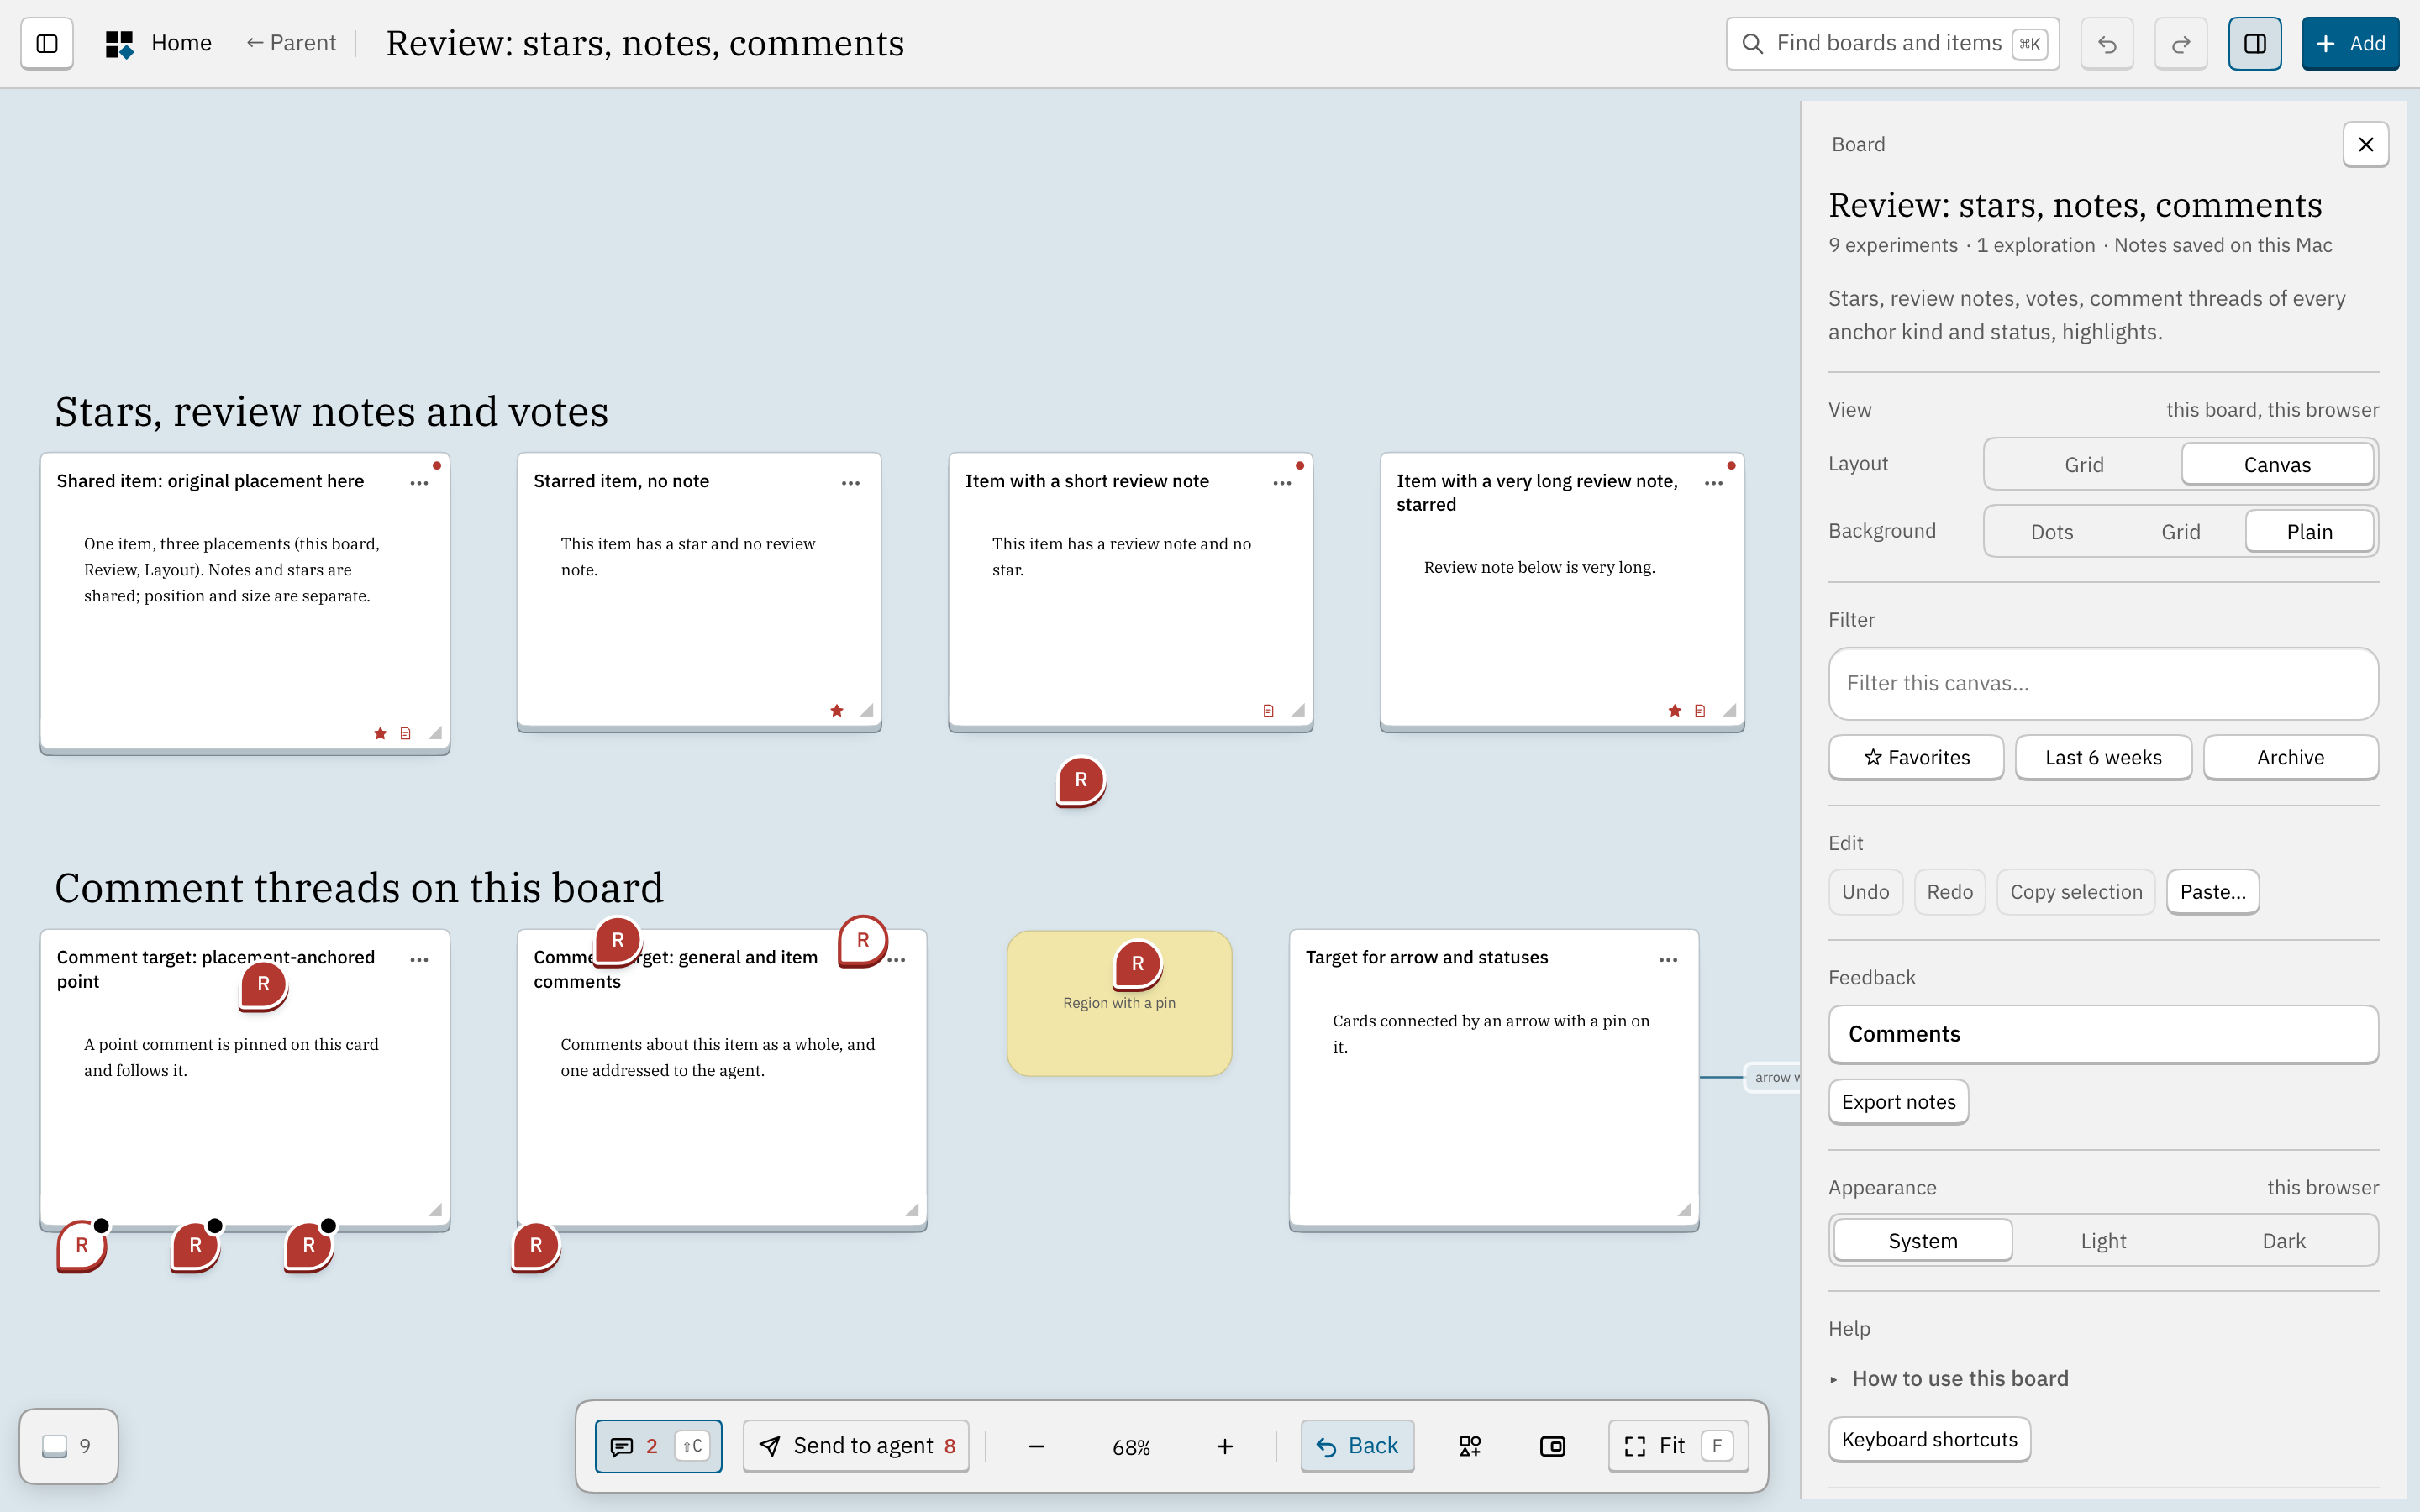 Home
← Parent
Review: stars, notes, comments
Find boards and items ⌘K
+ Add
Stars, review notes and votes
Shared item: original placement here
One item, three placements (this board,
Review, Layout). Notes and stars are
shared; position and size are separate.
Starred item, no note
This item has a star and no review
note.
Item with a short review note
This item has a review note and no
star.
Item with a very long review note,
starred
Review note below is very long.
R
Comment threads on this board
Comment target: placement-anchored
point
R
A point comment is pinned on this card
and follows it.
R
R
R
R
R
general and item
comments
Comments about this item as a whole, and
one addressed to the agent.
R
R
Region with a pin
Target for arrow and statuses
Cards connected by an arrow with a pin on
it.
arrow
9
2 ⇧C
Send to agent 8
68%
Back
Fit F
Board
Review: stars, notes, comments
9 experiments · 1 exploration · Notes saved on this Mac
Stars, review notes, votes, comment threads of every
anchor kind and status, highlights.
View this board, this browser
Layout Grid Canvas
Background Dots Grid Plain
Filter
Filter this canvas...
☆ Favorites Last 6 weeks Archive
Edit
Undo Redo Copy selection Paste...
Feedback
Comments
Export notes
Appearance this browser
System Light Dark
Help
▸ How to use this board
Keyboard shortcuts